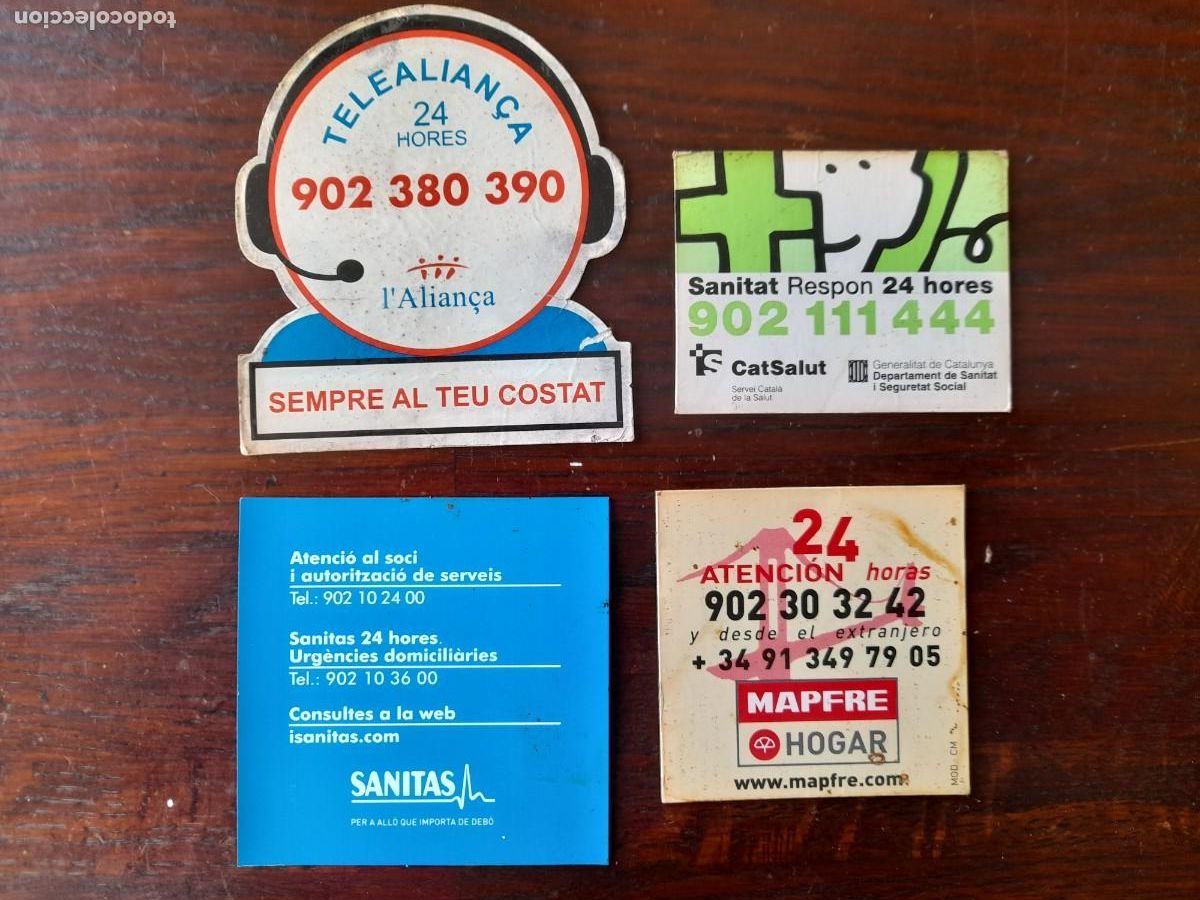 todocoleccion
TELEALIANÇA
24
HORES
902 380 390
l'Aliança
SEMPRE AL TEU COSTAT
Sanitat Respon 24 hores
902 111 444
CatSalut
Servei Català
de la Salut
Generalitat de Catalunya
Departament de Sanitat
i Seguretat Social
Atenció al soci
i autorització de serveis
Tel.: 902 10 24 00
Sanitas 24 hores.
Urgències domiciliàries
Tel.: 902 10 36 00
Consultes a la web
isanitas.com
SANITAS
PER A ALLÒ QUE IMPORTA DE DEBÒ
24
ATENCIÓN horas
902 30 32 42
y desde el extranjero
+ 34 91 349 79 05
MAPFRE
HOGAR
www.mapfre.com
MOD. CM